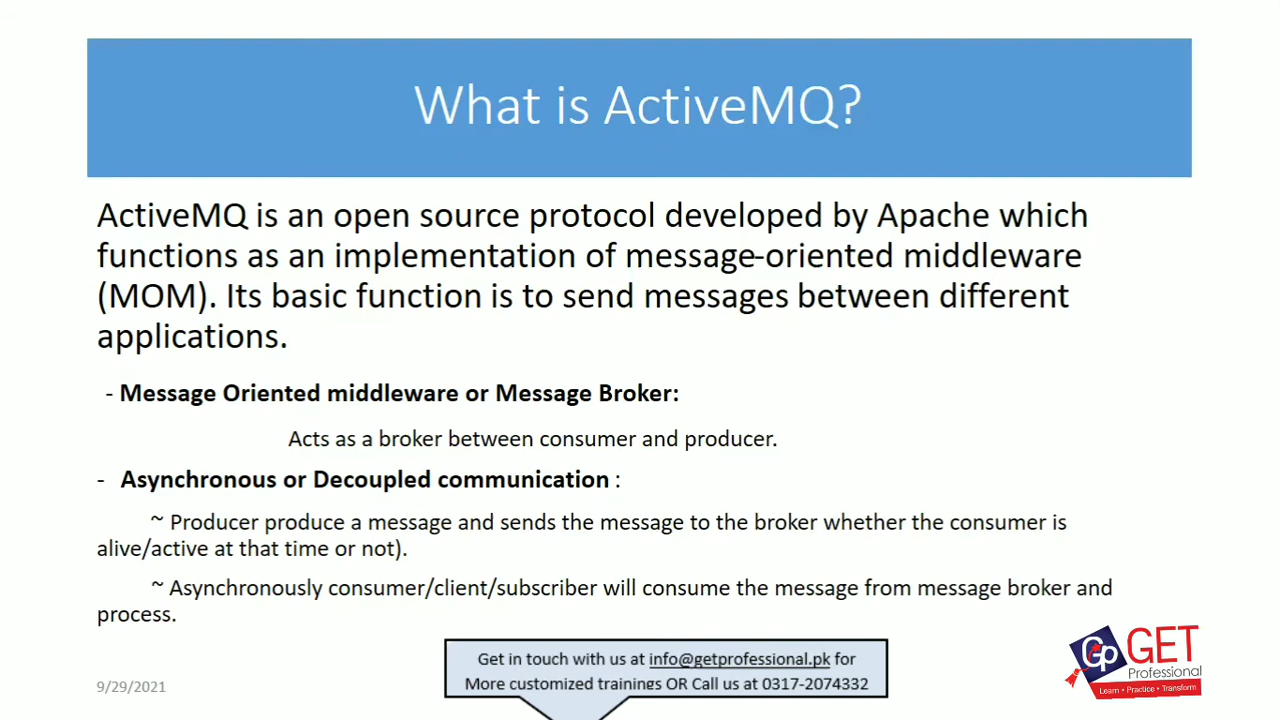 What is ActiveMQ?
ActiveMQ is an open source protocol developed by Apache which
functions as an implementation of message-oriented middleware
(MOM). Its basic function is to send messages between different
applications.
- Message Oriented middleware or Message Broker:
Acts as a broker between consumer and producer.
- Asynchronous or Decoupled communication :
~ Producer produce a message and sends the message to the broker whether the consumer is
alive/active at that time or not).
~ Asynchronously consumer/client/subscriber will consume the message from message broker and
process.
Get in touch with us at info@getprofessional.pk for
More customized trainings OR Call us at 0317-2074332
9/29/2021
Gp GET
Professional
Learn • Practice • Transform